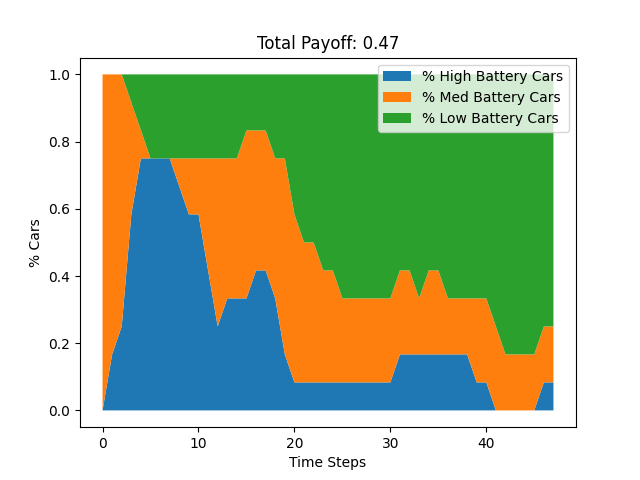 Total Payoff: 0.47
% High Battery Cars
% Med Battery Cars
% Low Battery Cars
1.0
0.8
0.6
0.4
0.2
0.0
% Cars
0
10
20
30
40
Time Steps